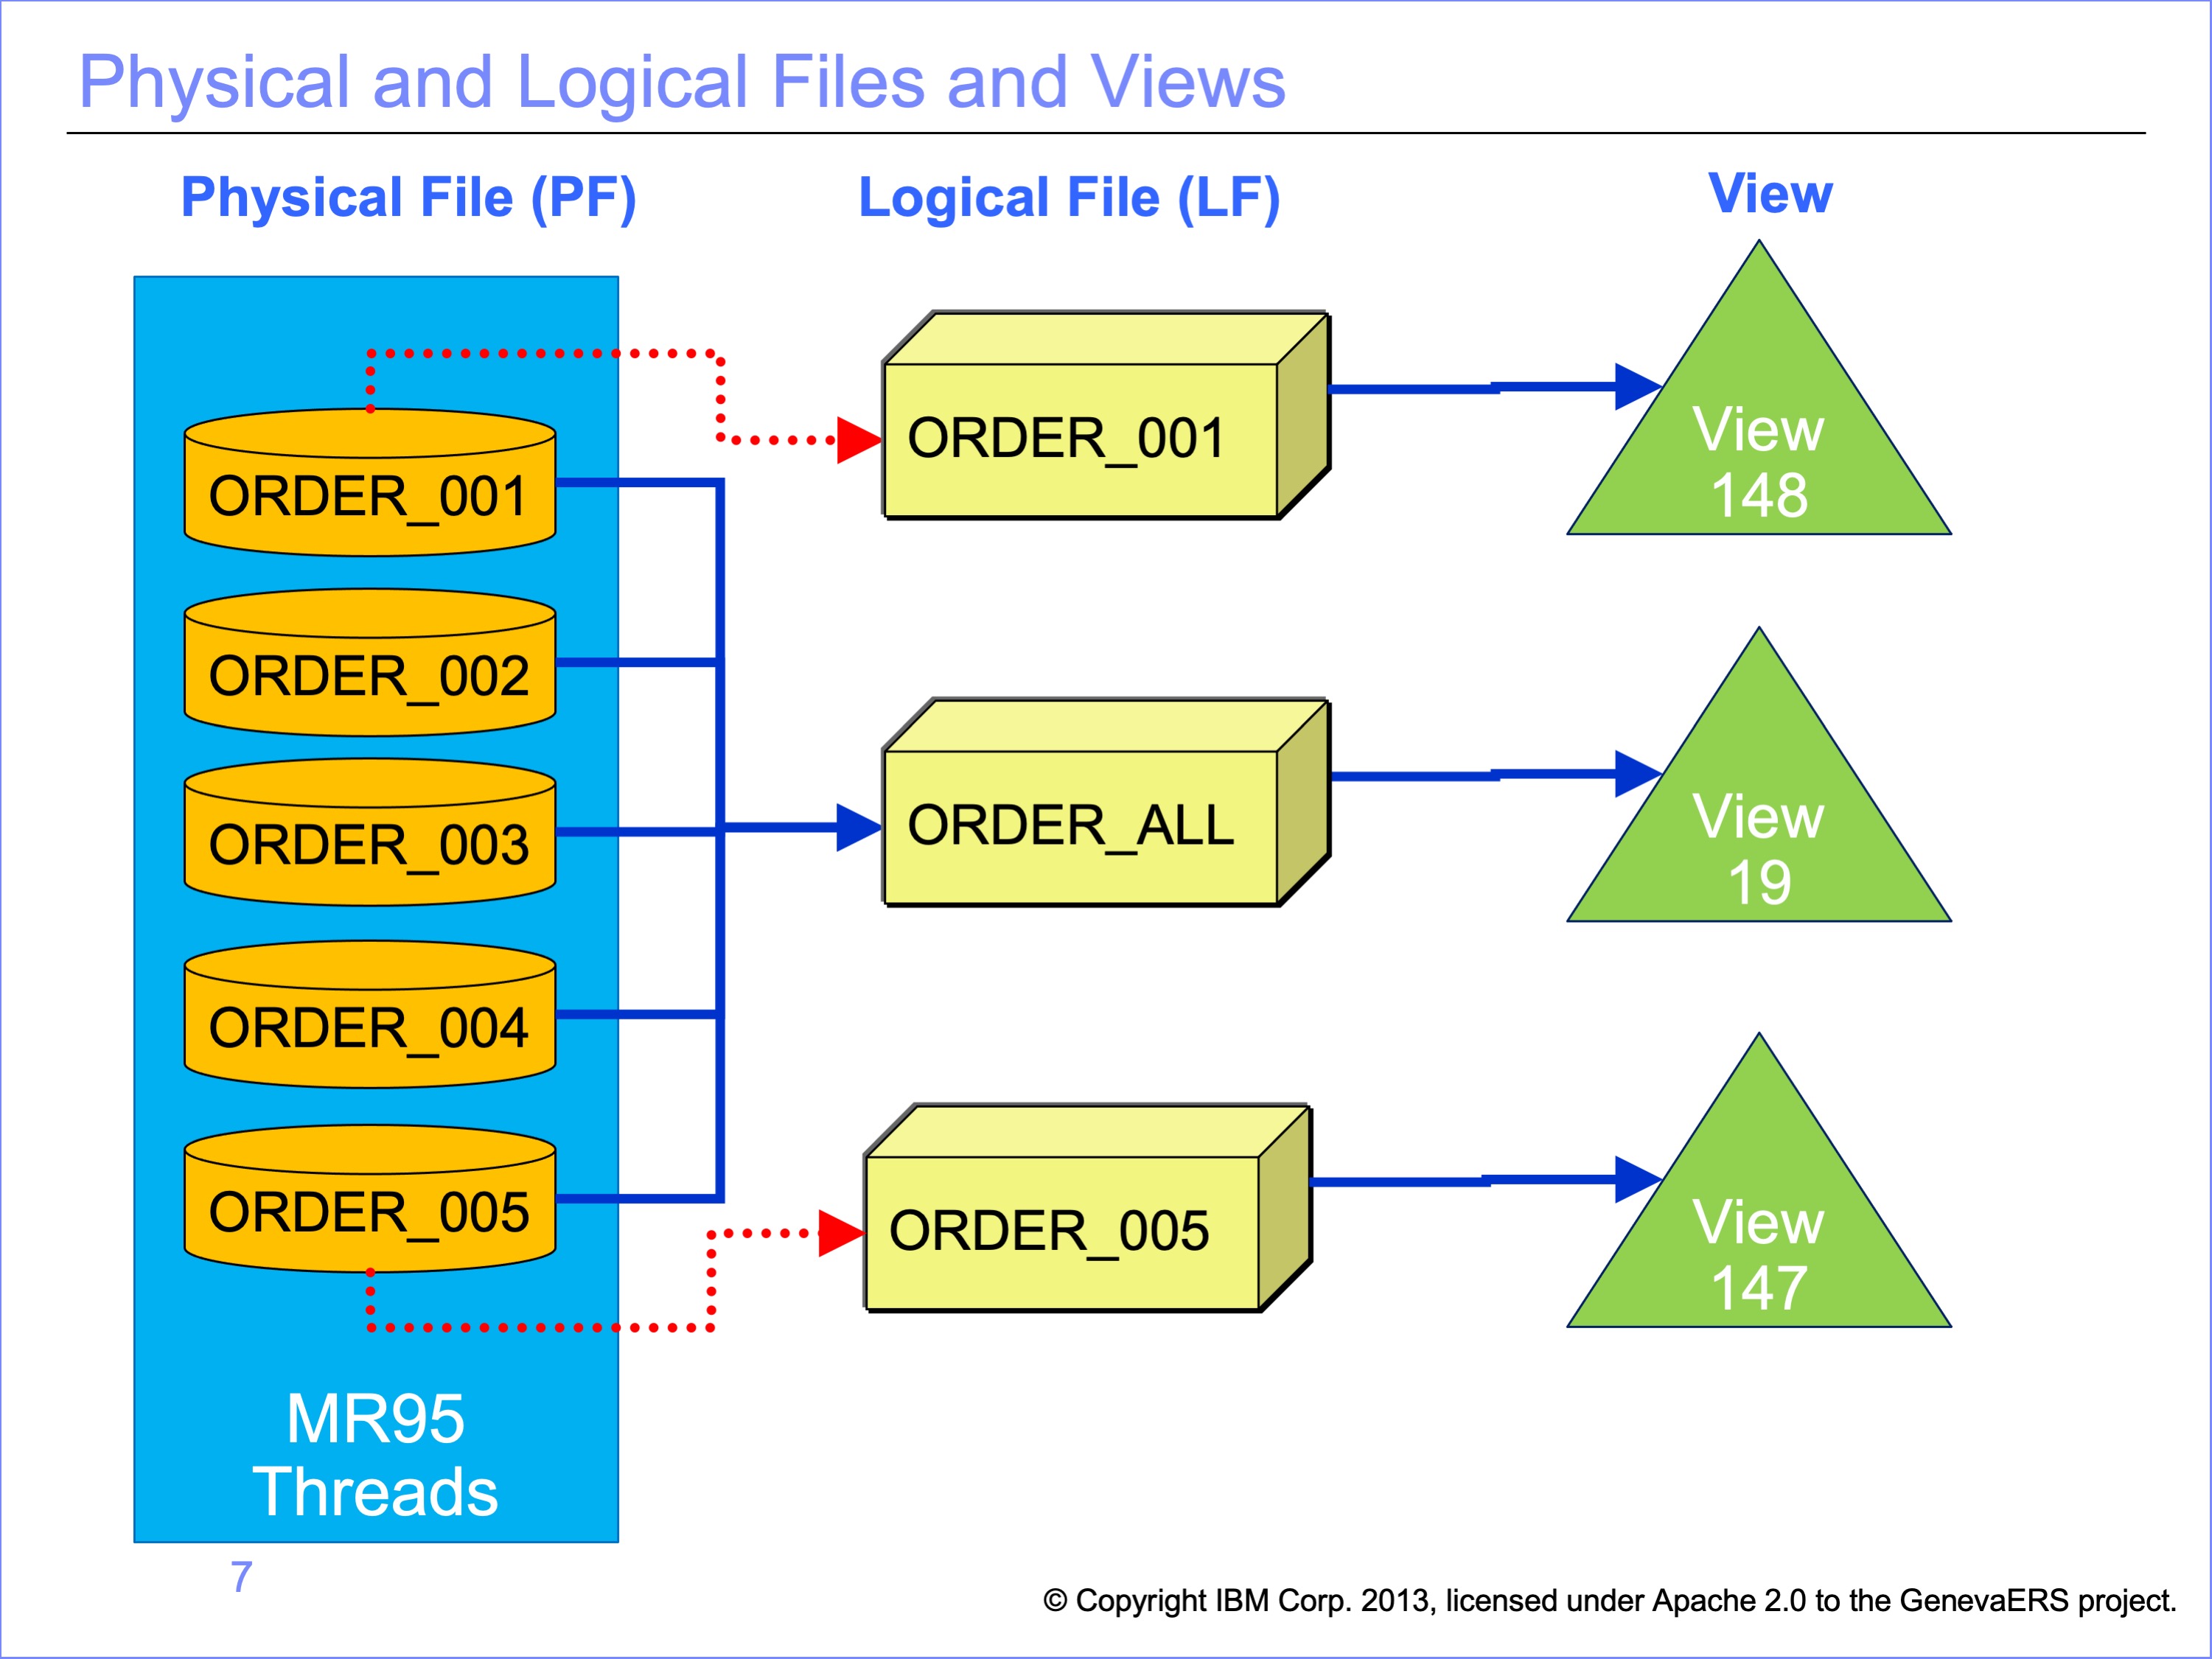 Physical and Logical Files and Views
Physical File (PF)
Logical File (LF)
View
ORDER_001
ORDER_002
ORDER_003
ORDER_004
ORDER_005
MR95
Threads
ORDER_001
ORDER_ALL
ORDER_005
View
148
View
19
View
147
7
© Copyright IBM Corp. 2013, licensed under Apache 2.0 to the GenevaERS project.